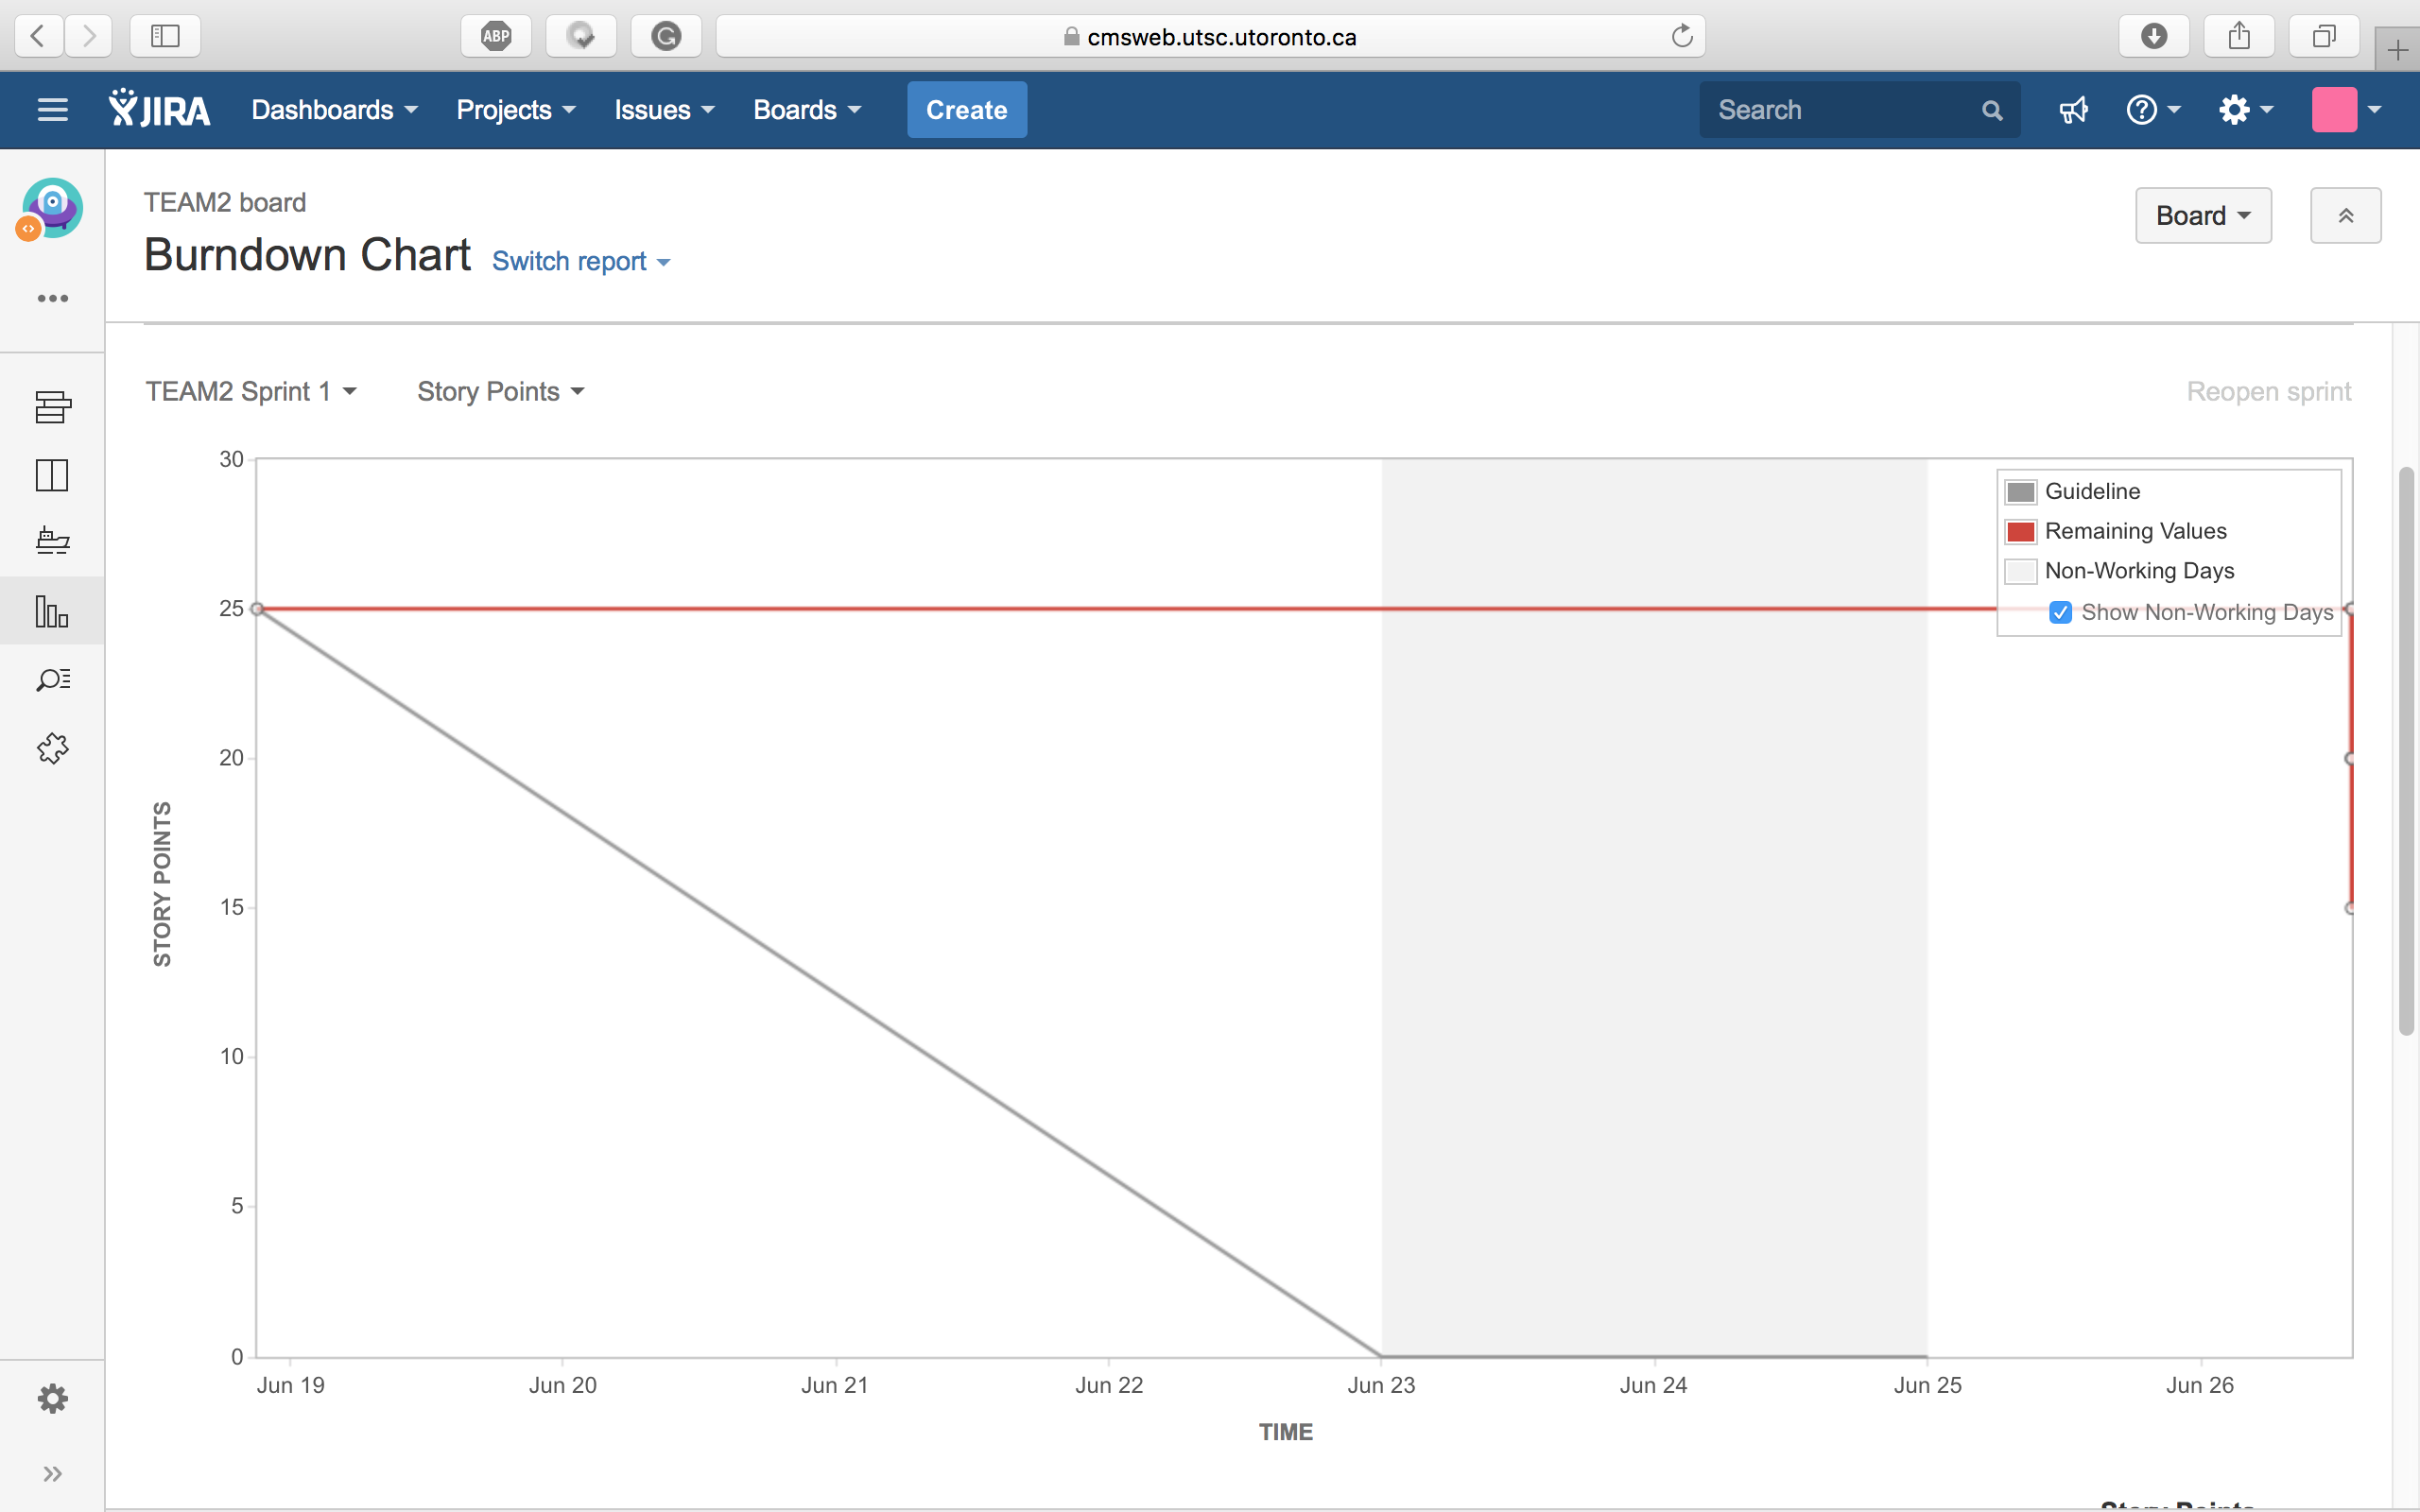 ABP
cmsweb.utsc.utoronto.ca
JIRA Dashboards Projects Issues Boards Create Search
TEAM2 board
Burndown Chart Switch report
Board
TEAM2 Sprint 1 Story Points Reopen sprint
30
25
20
15
10
5
0
STORY POINTS
Guideline
Remaining Values
Non-Working Days
Show Non-Working Days
Jun 19 Jun 20 Jun 21 Jun 22 Jun 23 Jun 24 Jun 25 Jun 26
TIME
Story Points